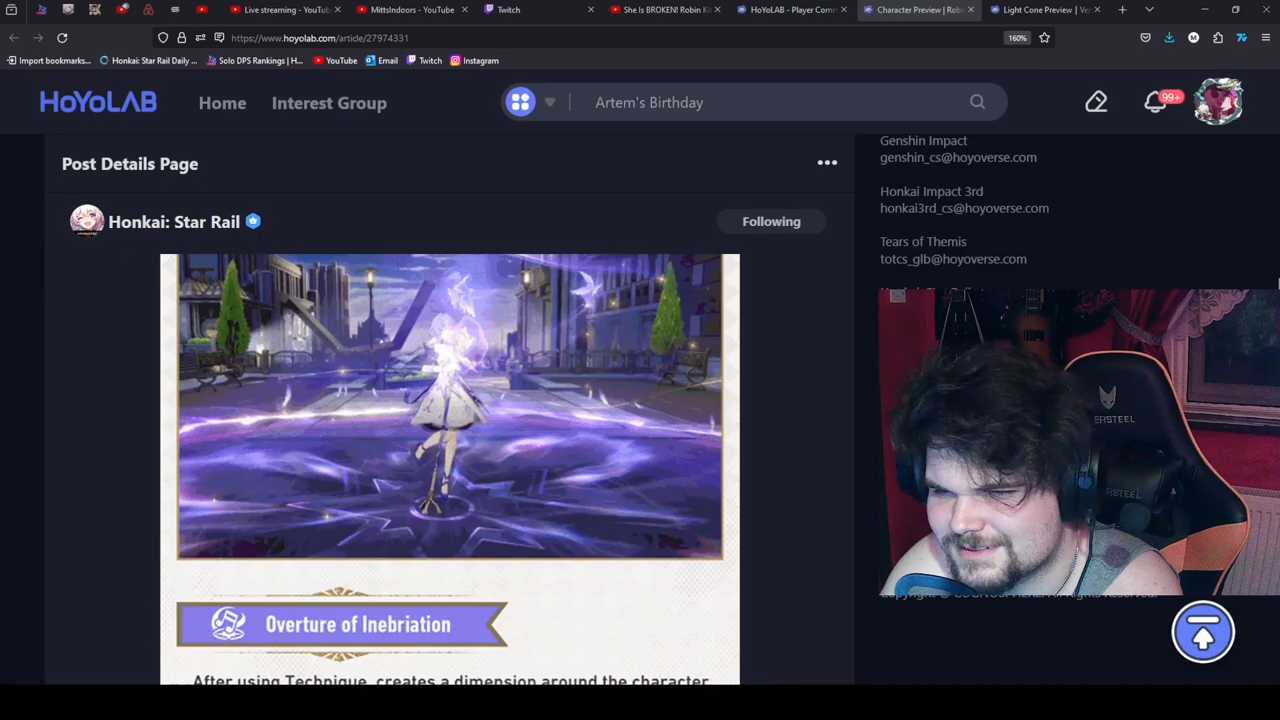 Live streaming - YouTub
MittsIndoors - YouTube
Twitch
She Is BROKEN! Robin Ki
HoYoLAB - Player Comm
Character Preview | Rob
Light Cone Preview | Ve
https://www.hoyolab.com/article/27974331
160%
Import bookmarks...
Honkai: Star Rail Daily ...
Solo DPS Rankings | H...
YouTube
Email
Twitch
Instagram
HoYoLAB
Home
Interest Group
Artem's Birthday
99+
Post Details Page
Honkai: Star Rail
Following
Overture of Inebriation
After using Technique, creates a dimension around the character
Genshin Impact
genshin_cs@hoyoverse.com
Honkai Impact 3rd
honkai3rd_cs@hoyoverse.com
Tears of Themis
totcs_glb@hoyoverse.com